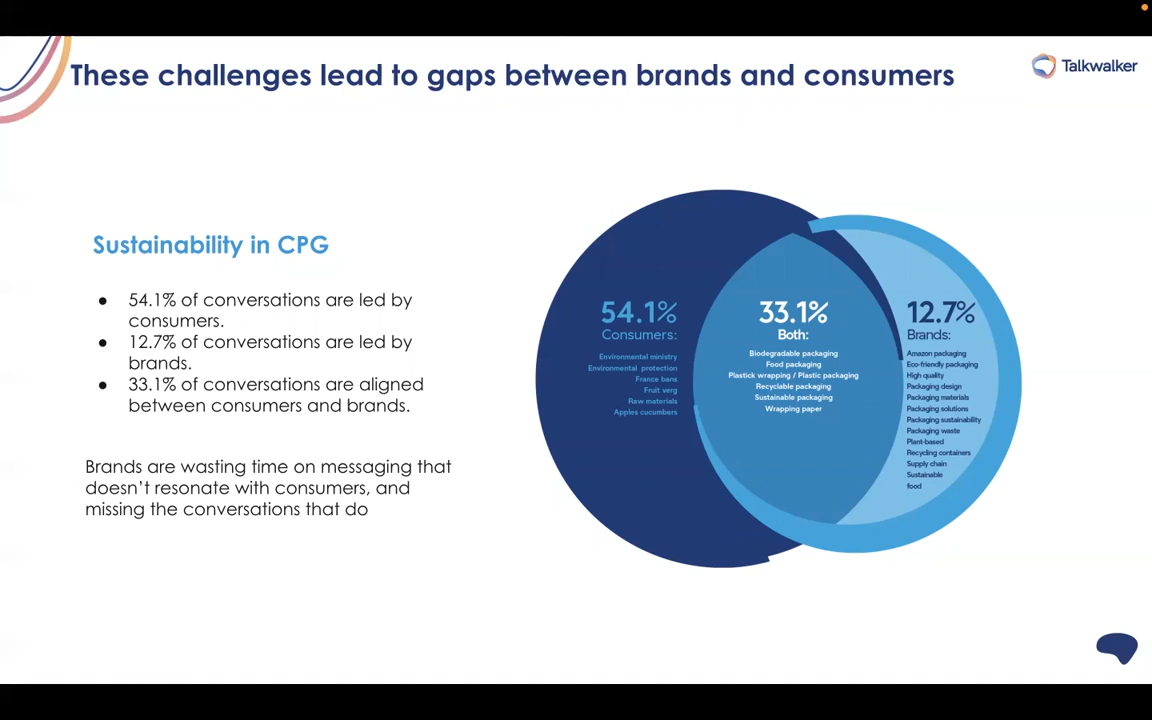 These challenges lead to gaps between brands and consumers
Talkwalker
Sustainability in CPG
● 54.1% of conversations are led by
consumers.
● 12.7% of conversations are led by
brands.
● 33.1% of conversations are aligned
between consumers and brands.
Brands are wasting time on messaging that
doesn't resonate with consumers, and
missing the conversations that do
54.1%
Consumers:
Environmental ministry
Environmental protection
France bans
Fruit verg
Raw materials
Apples cucumbers
33.1%
Both:
Biodegradable packaging
Food packaging
Plastick wrapping / Plastic packaging
Recyclable packaging
Sustainable packaging
Wrapping paper
12.7%
Brands:
Amazon packaging
Eco-friendly packaging
High quality
Packaging design
Packaging materials
Packaging solutions
Packaging sustainability
Packaging waste
Plant-based
Recycling containers
Supply chain
Sustainable
food